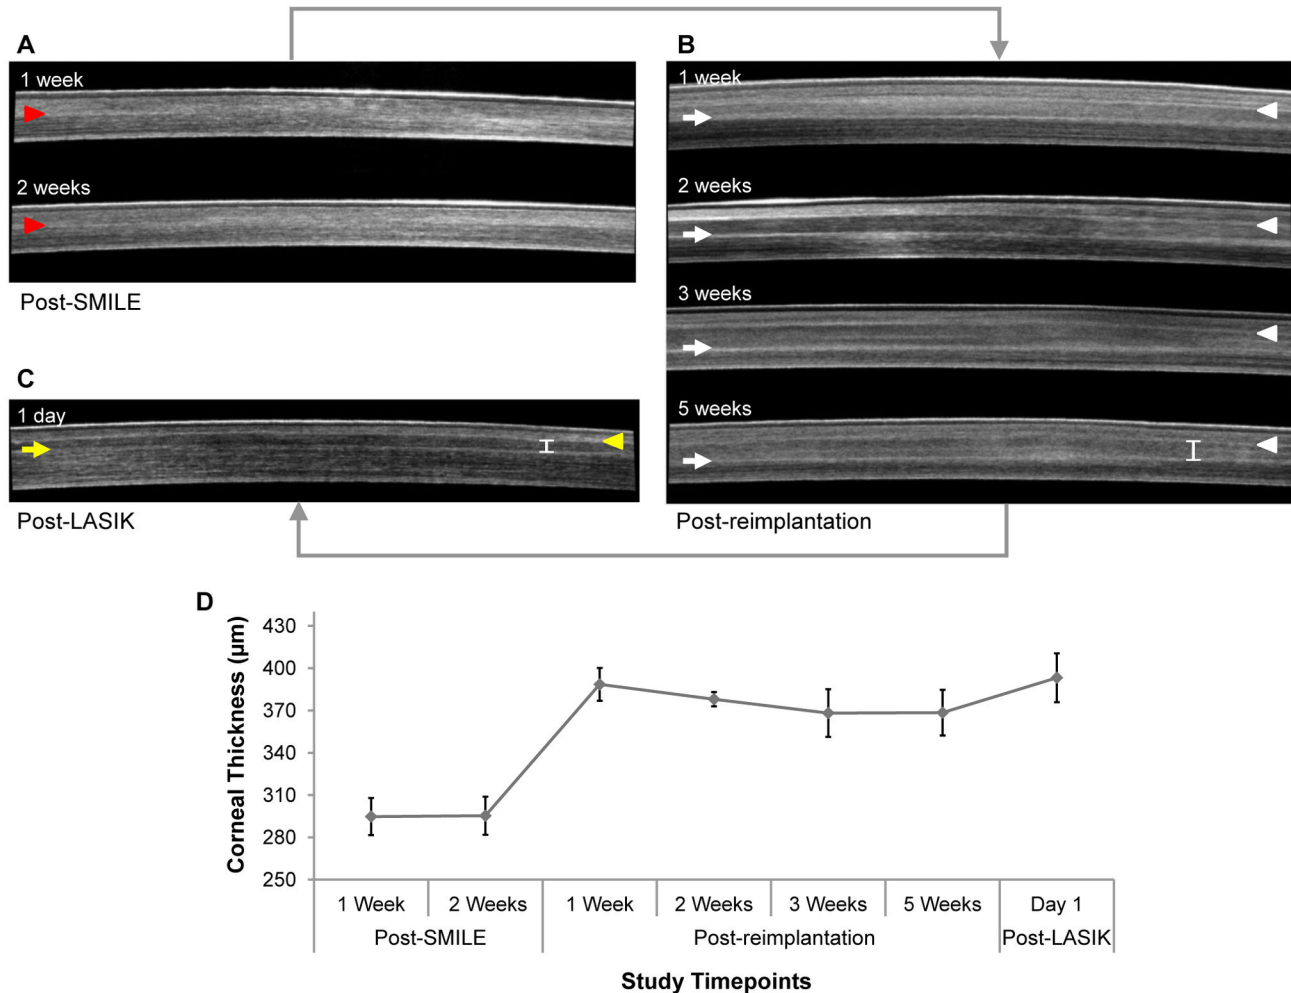 A
1 week
2 weeks
Post-SMILE
B
1 week
2 weeks
3 weeks
5 weeks
Post-reimplantation
C
1 day
Post-LASIK
D
Corneal Thickness (µm)
430
400
370
340
310
280
250
1 Week
2 Weeks
1 Week
2 Weeks
3 Weeks
5 Weeks
Day 1
Post-SMILE
Post-reimplantation
Post-LASIK
Study Timepoints